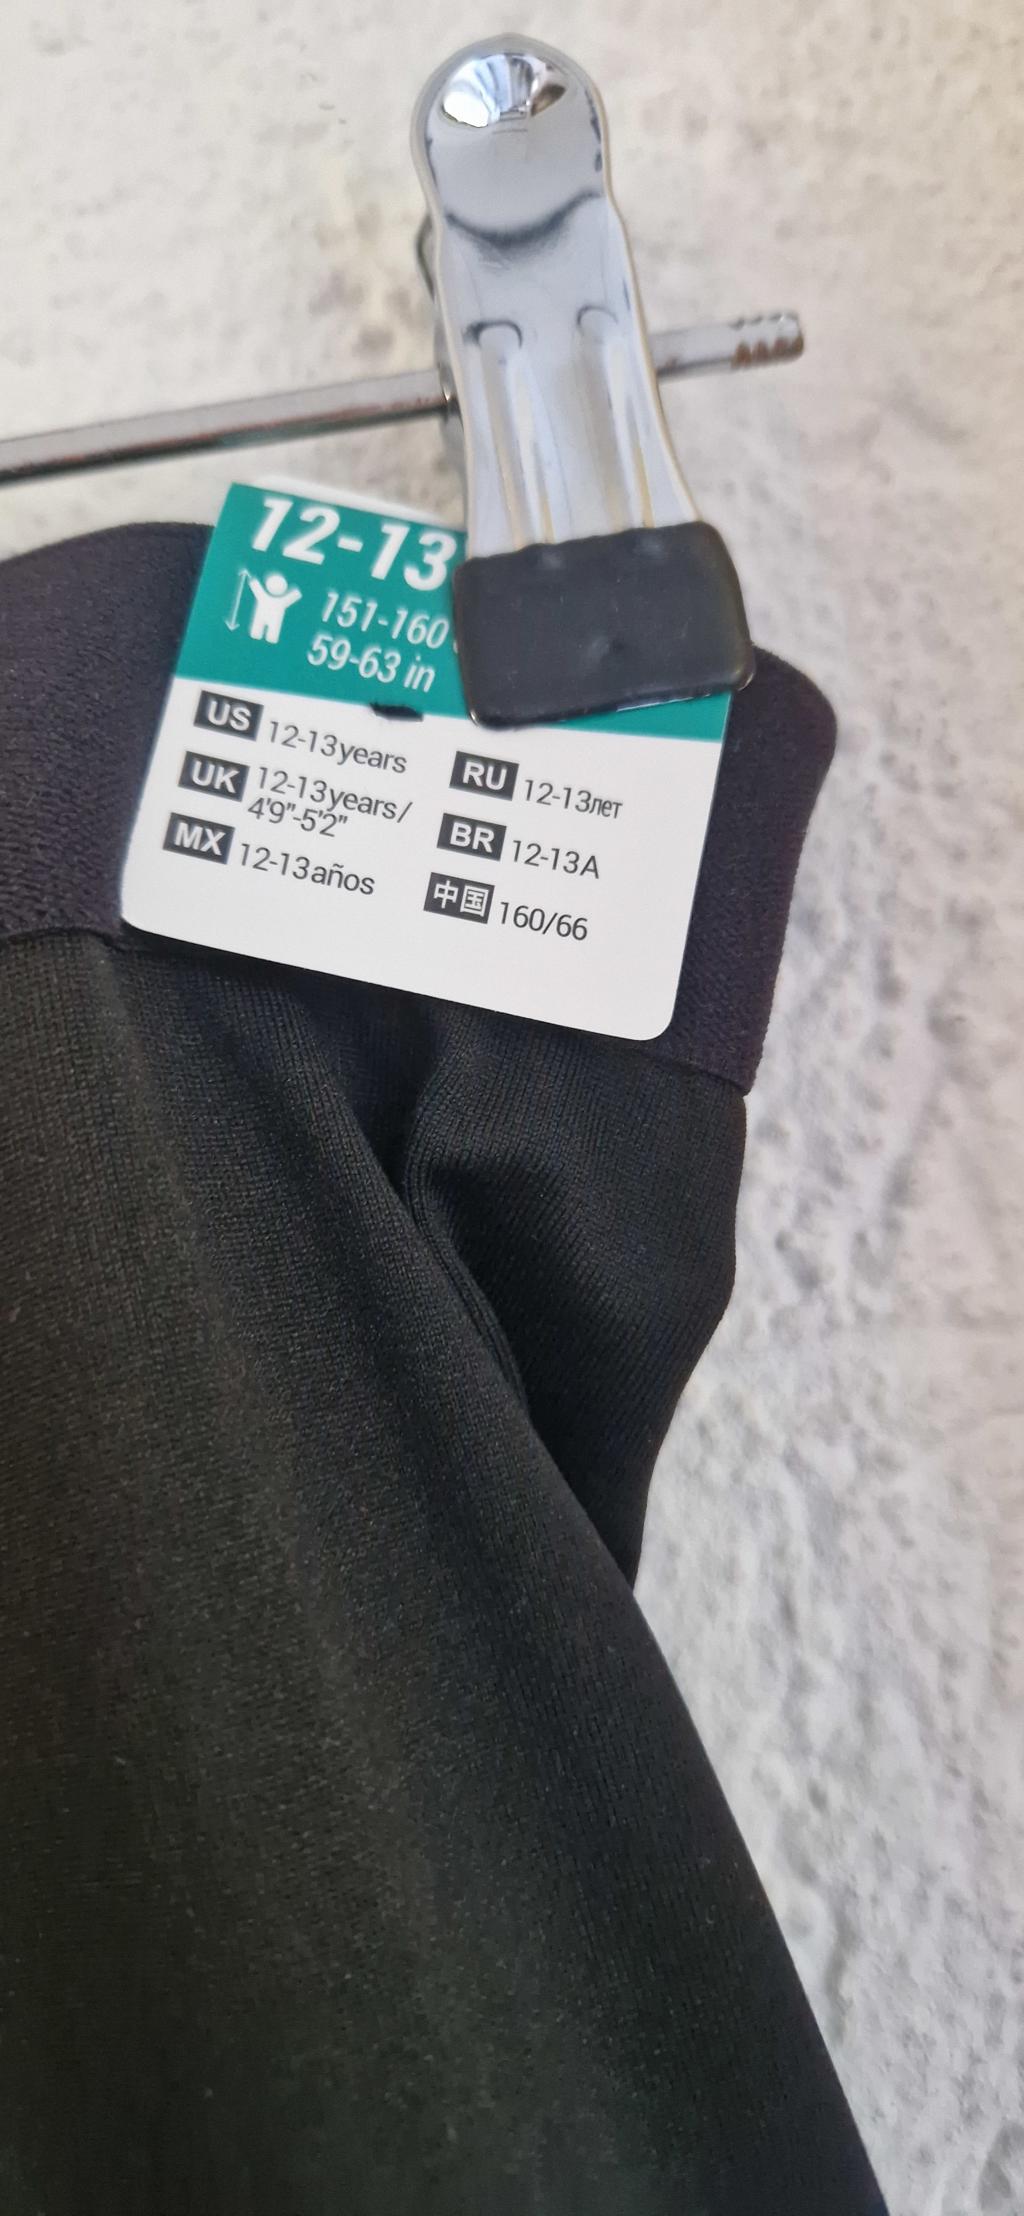 12-13
151-160
59-63 in
US 12-13years
UK 12-13years/
4'9"-5'2"
MX 12-13años
RU 12-13лет
BR 12-13A
中国 160/66